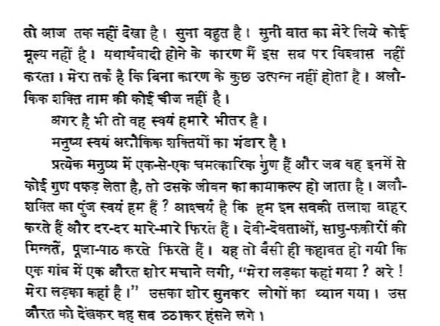 तो आज तक नहीं देखा है। सुना बहुत है। सुनी बात का मेरे लिये कोई
मूल्य नहीं है। यथार्थवादी होने के कारण मैं इस सब पर विश्वास नहीं
करता। मेरा तर्क है कि बिना कारण के कुछ उत्पन्न नहीं होता है। अलौ-
किक शक्ति नाम की कोई चीज नहीं है।
अगर है भी तो वह स्वयं हमारे भीतर है।
मनुष्य स्वयं अलौकिक शक्तियों का भंडार है।
प्रत्येक मनुष्य में एक-से-एक चमत्कारिक गुण हैं और जब वह इनमें से
कोई गुण पकड़ लेता है, तो उसके जीवन का कायाकल्प हो जाता है। अलौ-
शक्ति का पुंज स्वयं हम हैं? आश्चर्य है कि हम इन सबकी तलाश बाहर
करते हैं और दर-दर मारे-मारे फिरते हैं। देवी-देवताओं, साधु-फकीरों की
मिन्नतें, पूजा-पाठ करते फिरते हैं। यह तो वैसी ही कहावत हो गयी कि
एक गांव में एक औरत शोर मचाने लगी, “मेरा लड़का कहां गया? अरे!
मेरा लड़का कहां है।” उसका शोर सुनकर लोगों का ध्यान गया। उस
औरत को देखकर वह सब ठठाकर हंसने लगे।